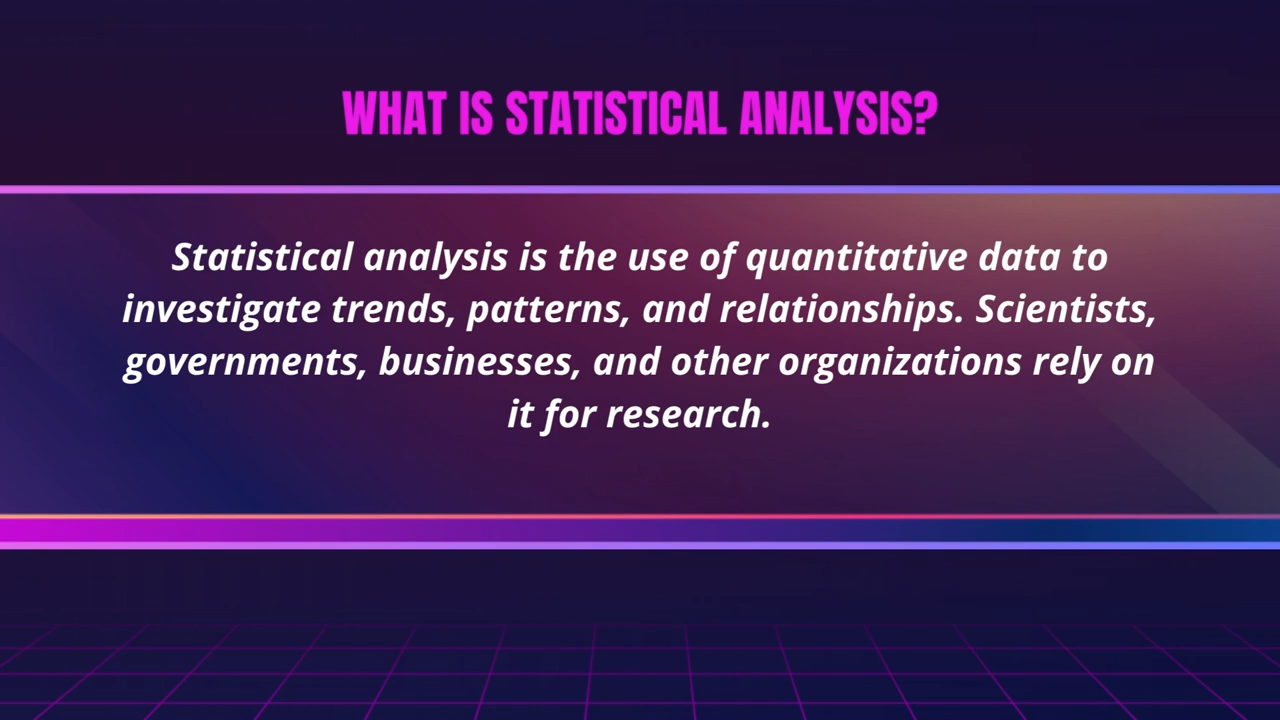 WHAT IS STATISTICAL ANALYSIS?
Statistical analysis is the use of quantitative data to
investigate trends, patterns, and relationships. Scientists,
governments, businesses, and other organizations rely on
it for research.